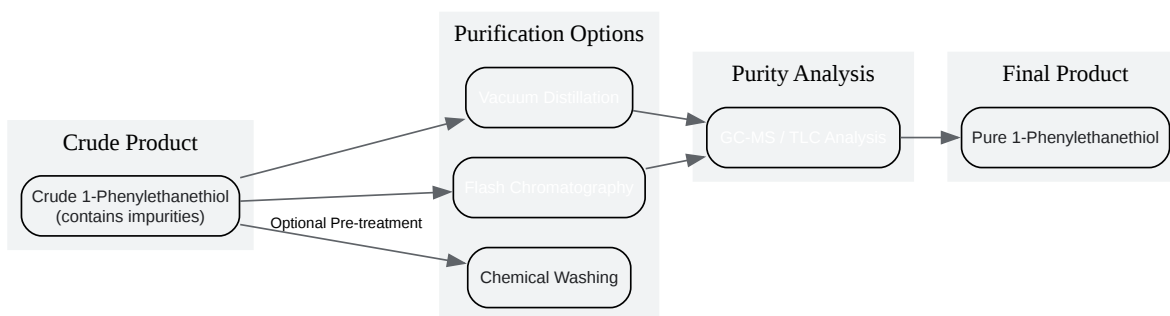 Purification Options
Vacuum Distillation
Flash Chromatography
Chemical Washing
Purity Analysis
GC-MS / TLC Analysis
Final Product
Pure 1-Phenylethanethiol
Crude Product
Crude 1-Phenylethanethiol
(contains impurities)
Optional Pre-treatment